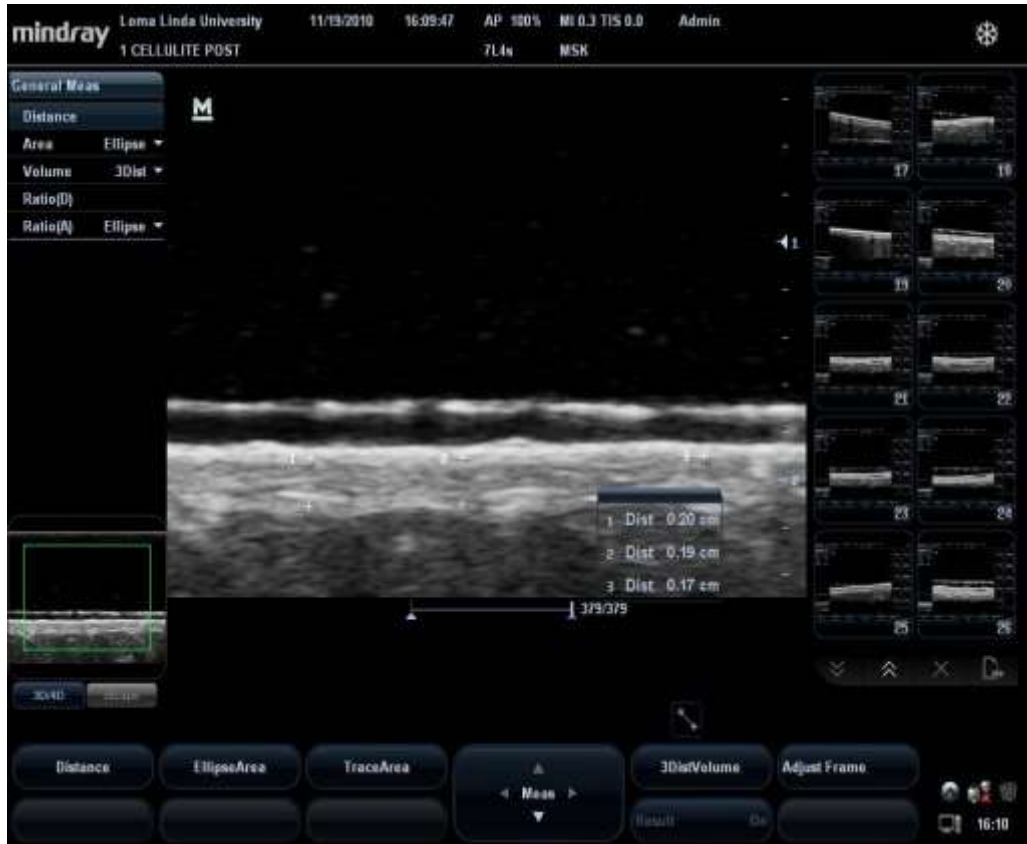 mindray
Loma Linda University 11/19/2010 16:09:47 AP 100% MI 0.3 TIS 0.0 Admin
1 CELLULITE POST 7L4s MSK
General Meas
Distance
Area Ellipse
Volume 3Dist
Ratio(D)
Ratio(A) Ellipse
M
1
17 18
19 20
21 22
23 24
25 26
1 Dist 0.20 cm
2 Dist 0.19 cm
3 Dist 0.17 cm
379/379
3D/4D
Distance EllipseArea TraceArea Meas 3DistVolume Adjust Frame
Result On
16:10